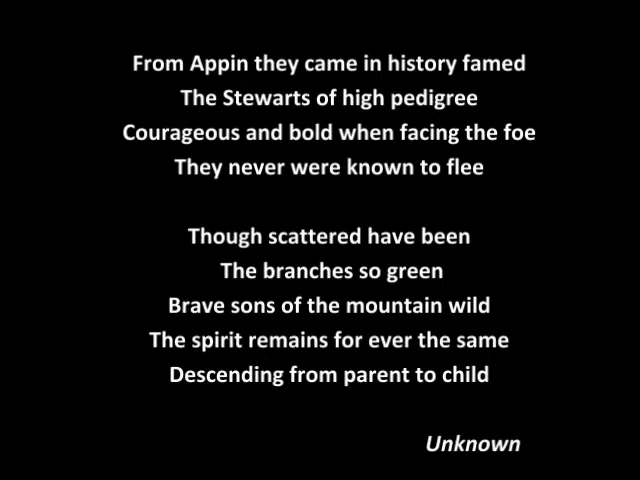 From Appin they came in history famed
The Stewarts of high pedigree
Courageous and bold when facing the foe
They never were known to flee
Though scattered have been
The branches so green
Brave sons of the mountain wild
The spirit remains for ever the same
Descending from parent to child
Unknown